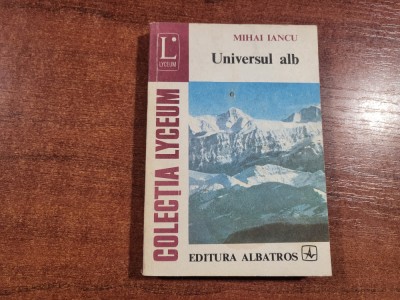 L
LYCEUM
MIHAI IANCU
Universul alb
COLECȚIA LYCEUM
EDITURA ALBATROS